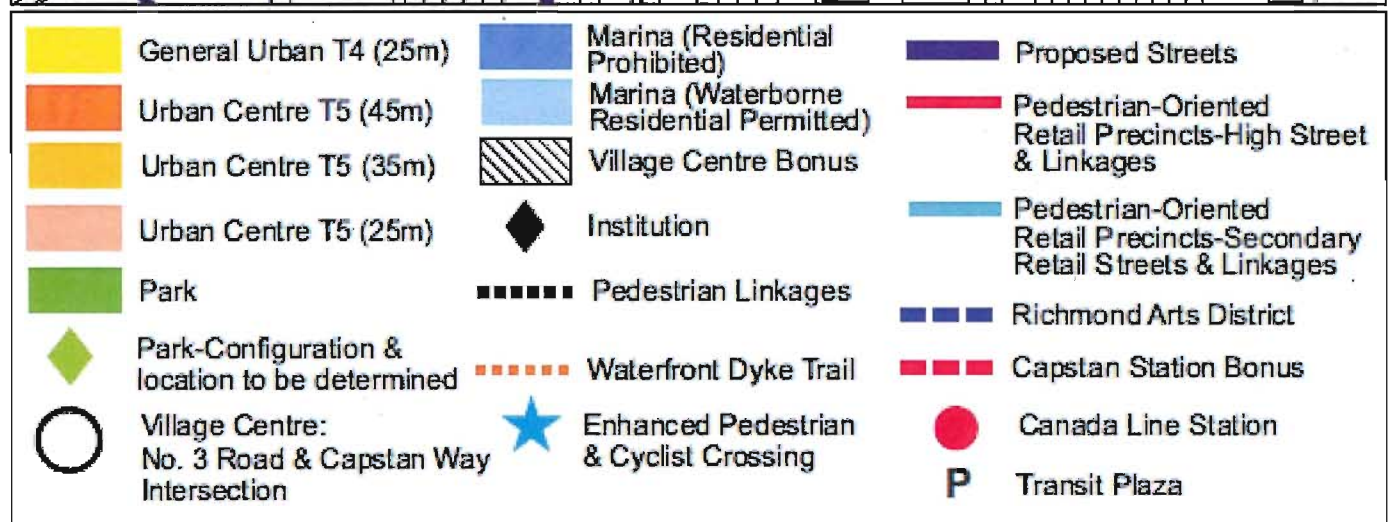 General Urban T4 (25m)
Urban Centre T5 (45m)
Urban Centre T5 (35m)
Urban Centre T5 (25m)
Park
Park-Configuration &
location to be determined
Village Centre:
No. 3 Road & Capstan Way
Intersection
Marina (Residential
Prohibited)
Marina (Waterborne
Residential Permitted)
Village Centre Bonus
Institution
Pedestrian Linkages
Waterfront Dyke Trail
Enhanced Pedestrian
& Cyclist Crossing
Proposed Streets
Pedestrian-Oriented
Retail Precincts-High Street
& Linkages
Pedestrian-Oriented
Retail Precincts-Secondary
Retail Streets & Linkages
Richmond Arts District
Capstan Station Bonus
Canada Line Station
P Transit Plaza